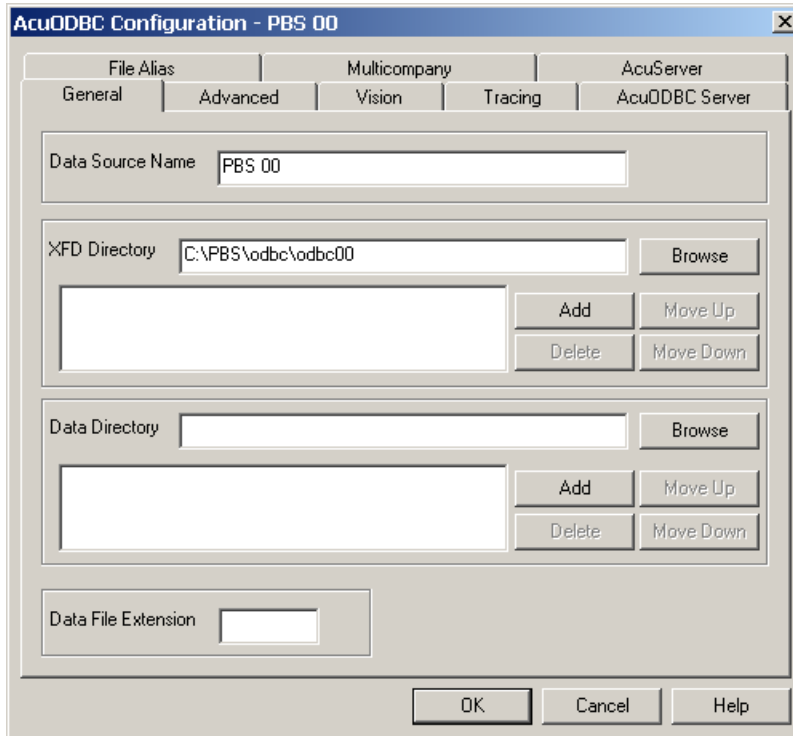 AcuODBC Configuration - PBS 00
File Alias Multicompany AcuServer
General Advanced Vision Tracing AcuODBC Server
Data Source Name PBS 00
XFD Directory C:\PBS\odbc\odbc00 Browse
Add Move Up
Delete Move Down
Data Directory Browse
Add Move Up
Delete Move Down
Data File Extension
OK Cancel Help